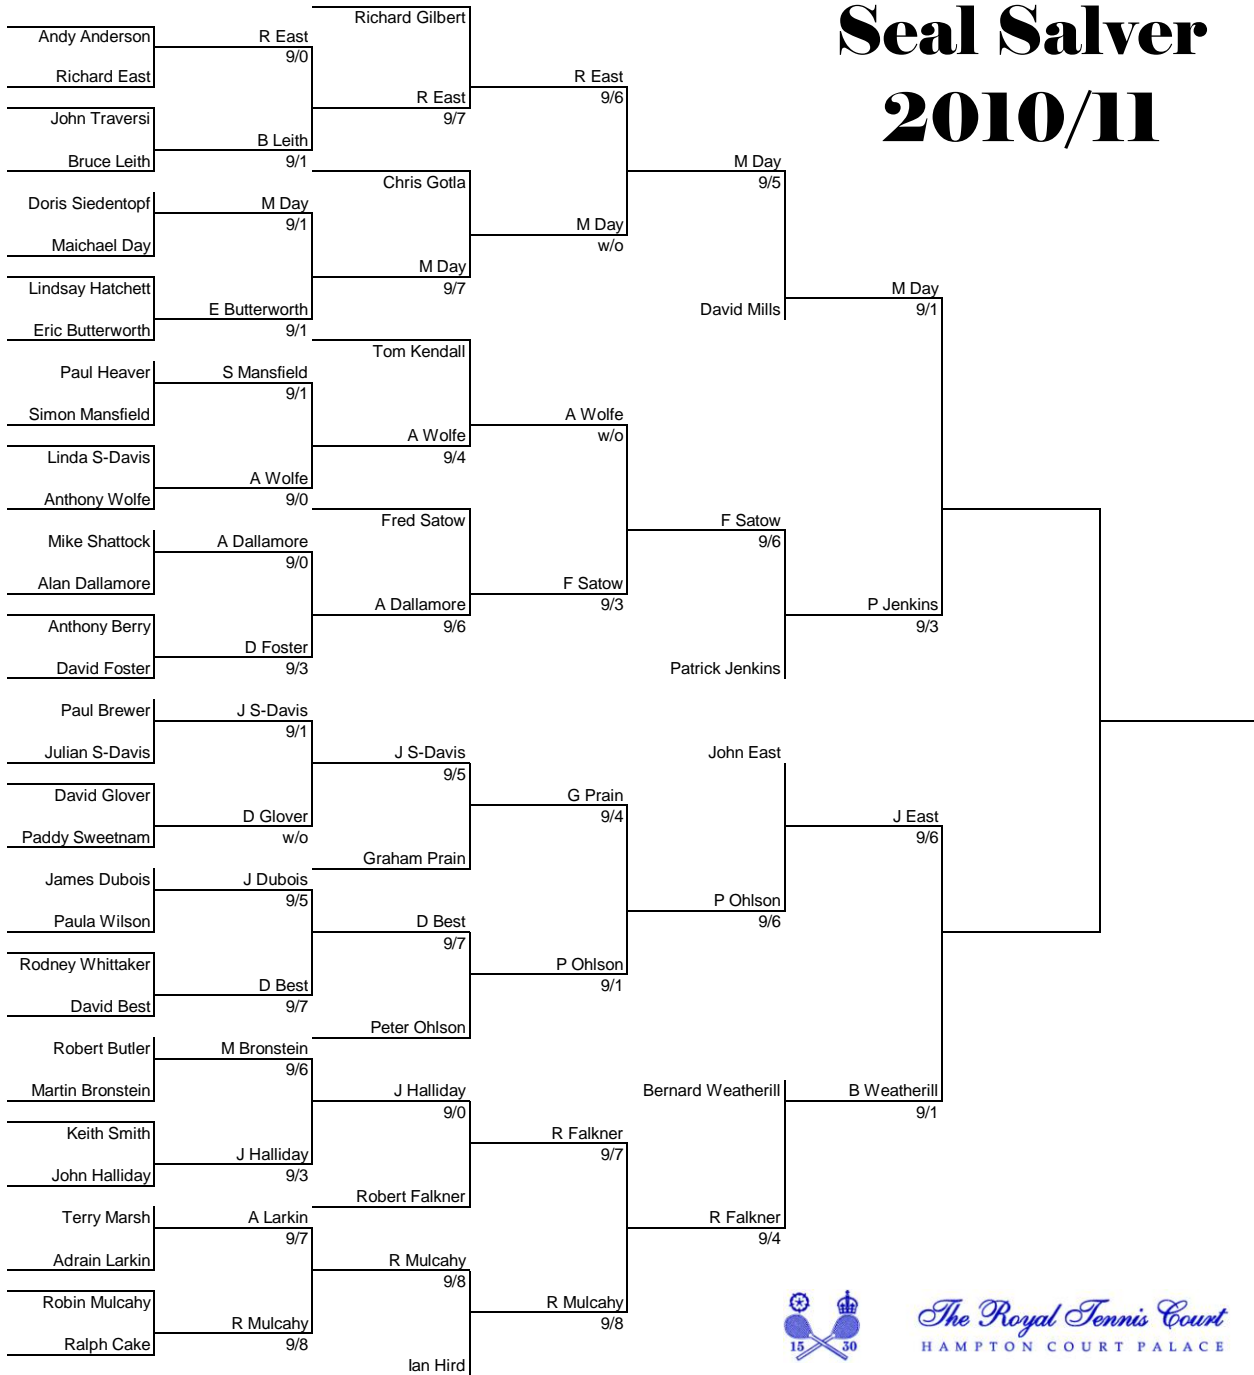 Seal Salver
2010/11
Andy Anderson
Richard East
John Traversi
Bruce Leith
Doris Siedentopf
Maichael Day
Lindsay Hatchett
Eric Butterworth
Paul Heaver
Simon Mansfield
Linda S-Davis
Anthony Wolfe
Mike Shattock
Alan Dallamore
Anthony Berry
David Foster
Paul Brewer
Julian S-Davis
David Glover
Paddy Sweetnam
James Dubois
Paula Wilson
Rodney Whittaker
David Best
Robert Butler
Martin Bronstein
Keith Smith
John Halliday
Terry Marsh
Adrain Larkin
Robin Mulcahy
Ralph Cake
R East
9/0
B Leith
9/1
M Day
9/1
E Butterworth
9/1
S Mansfield
9/1
A Wolfe
9/0
A Dallamore
9/0
D Foster
9/3
J S-Davis
9/1
D Glover
w/o
J Dubois
9/5
D Best
9/7
M Bronstein
9/6
J Halliday
9/3
A Larkin
9/7
R Mulcahy
9/8
Richard Gilbert
R East
9/7
Chris Gotla
M Day
9/7
Tom Kendall
A Wolfe
9/4
Fred Satow
A Dallamore
9/6
J S-Davis
9/5
Graham Prain
D Best
9/7
Peter Ohlson
J Halliday
9/0
Robert Falkner
R Mulcahy
9/8
Ian Hird
R East
9/6
M Day
w/o
A Wolfe
w/o
F Satow
9/3
G Prain
9/4
P Ohlson
9/1
R Falkner
9/7
R Mulcahy
9/8
M Day
9/5
David Mills
F Satow
9/6
Patrick Jenkins
John East
P Ohlson
9/6
Bernard Weatherill
R Falkner
9/4
M Day
9/1
P Jenkins
9/3
J East
9/6
B Weatherill
9/1
15 30
The Royal Tennis Court
HAMPTON COURT PALACE